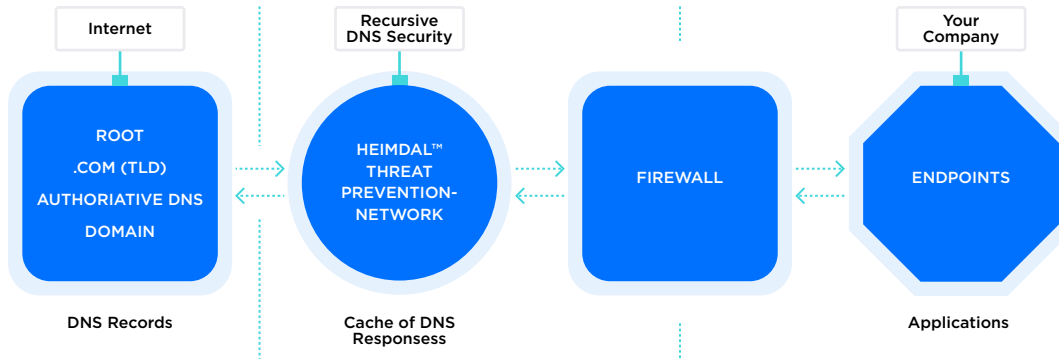 Internet
Recursive
DNS Security
Your
Company
ROOT
.COM (TLD)
AUTHORIATIVE DNS
DOMAIN
HEIMDAL™
THREAT
PREVENTION-
NETWORK
FIREWALL
ENDPOINTS
DNS Records
Cache of DNS
Responsess
Applications